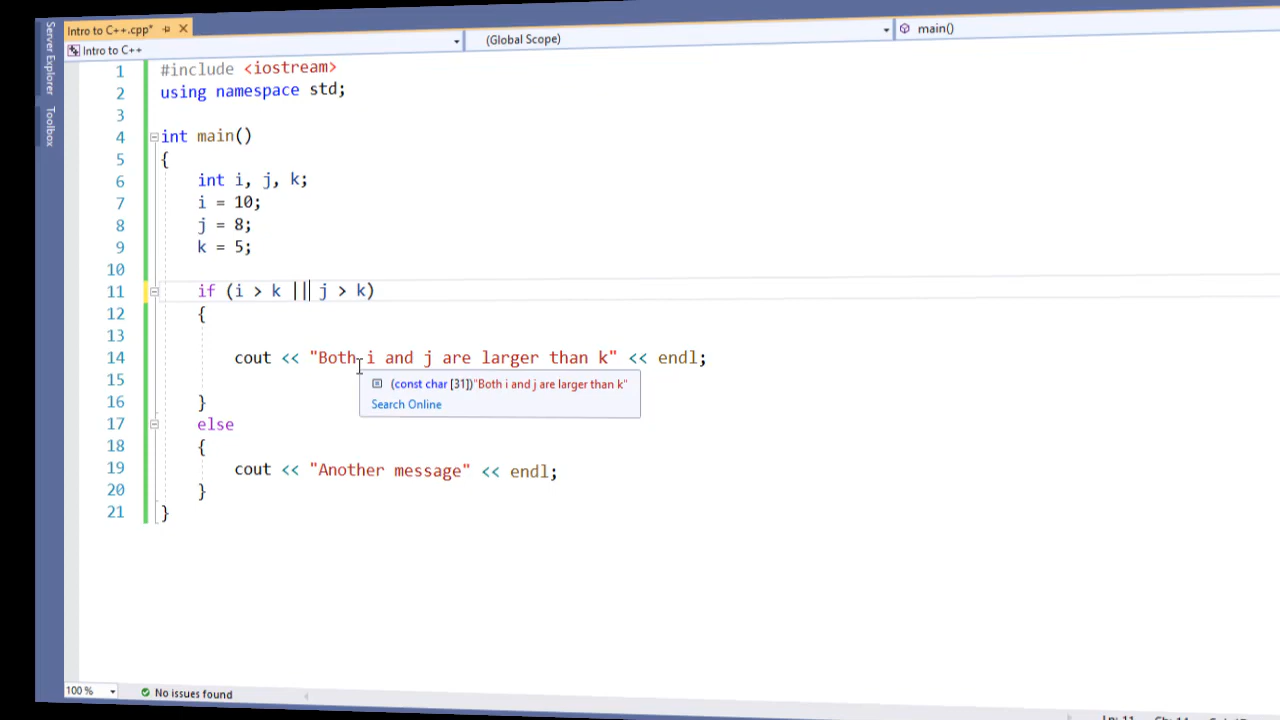 Server Explorer
Toolbox
Intro to C++.cpp*
Intro to C++
(Global Scope)
main()
1 #include <iostream>
2 using namespace std;
3
4 int main()
5 {
6 int i, j, k;
7 i = 10;
8 j = 8;
9 k = 5;
10
11 if (i > k || j > k)
12 {
13
14 cout << "Both i and j are larger than k" << endl;
15
(const char [31])"Both i and j are larger than k"
Search Online
16 }
17 else
18 {
19 cout << "Another message" << endl;
20 }
21 }
100 %
No issues found